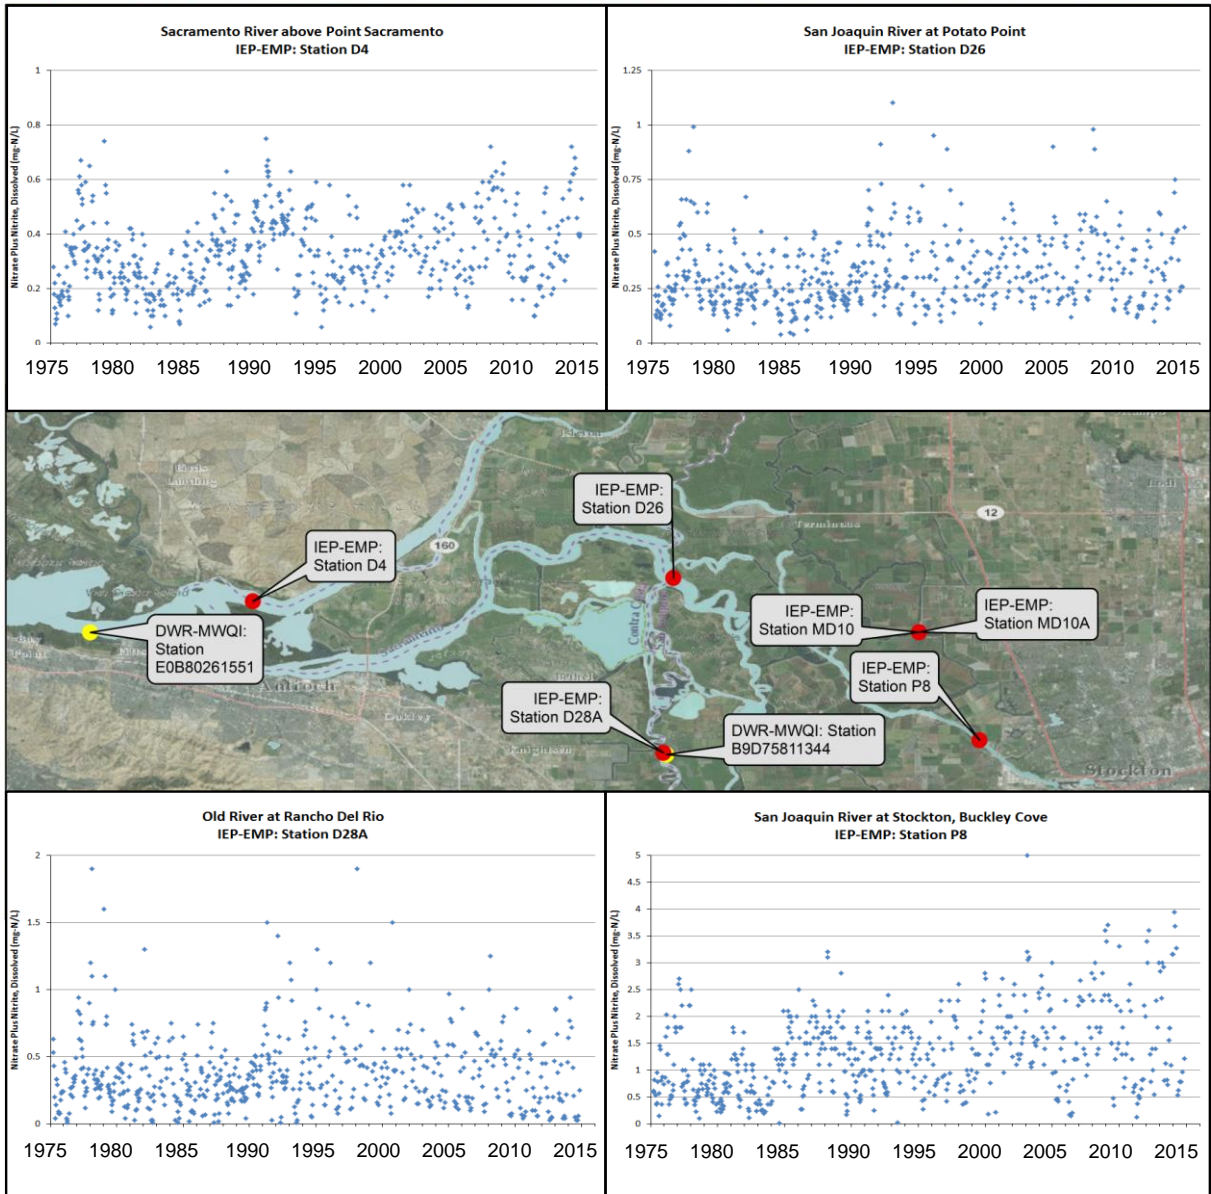 Sacramento River above Point Sacramento
IEP-EMP: Station D4
Nitrate Plus Nitrite, Dissolved (mg-N/L)
1
0.8
0.6
0.4
0.2
0
1975 1980 1985 1990 1995 2000 2005 2010 2015
San Joaquin River at Potato Point
IEP-EMP: Station D26
Nitrate Plus Nitrite, Dissolved (mg-N/L)
1.25
1
0.75
0.5
0.25
0
1975 1980 1985 1990 1995 2000 2005 2010 2015
IEP-EMP:
Station D26
12
Terminous
160
IEP-EMP:
Station D4
DWR-MWQI:
Station
E0B80261551
Antioch
Oakley
Knightsen
Sacramento
Contra Costa
IEP-EMP:
Station MD10
IEP-EMP:
Station MD10A
IEP-EMP:
Station P8
IEP-EMP:
Station D28A
DWR-MWQI: Station
B9D75811344
Stockton
Lodi
Old River at Rancho Del Rio
IEP-EMP: Station D28A
Nitrate Plus Nitrite, Dissolved (mg-N/L)
2
1.5
1
0.5
0
1975 1980 1985 1990 1995 2000 2005 2010 2015
San Joaquin River at Stockton, Buckley Cove
IEP-EMP: Station P8
Nitrate Plus Nitrite, Dissolved (mg-N/L)
5
4.5
4
3.5
3
2.5
2
1.5
1
0.5
0
1975 1980 1985 1990 1995 2000 2005 2010 2015